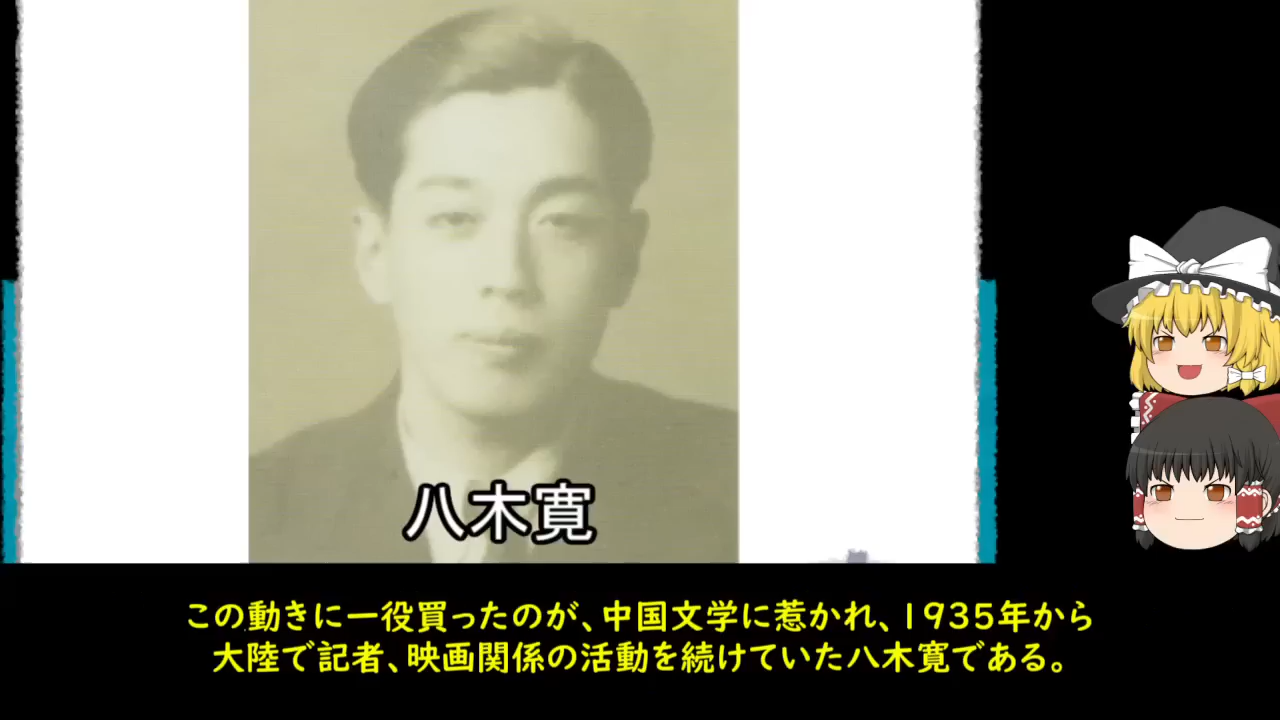 八木寛
この動きに一役買ったのが、中国文学に惹かれ、1935年から
大陸で記者、映画関係の活動を続けていた八木寛である。